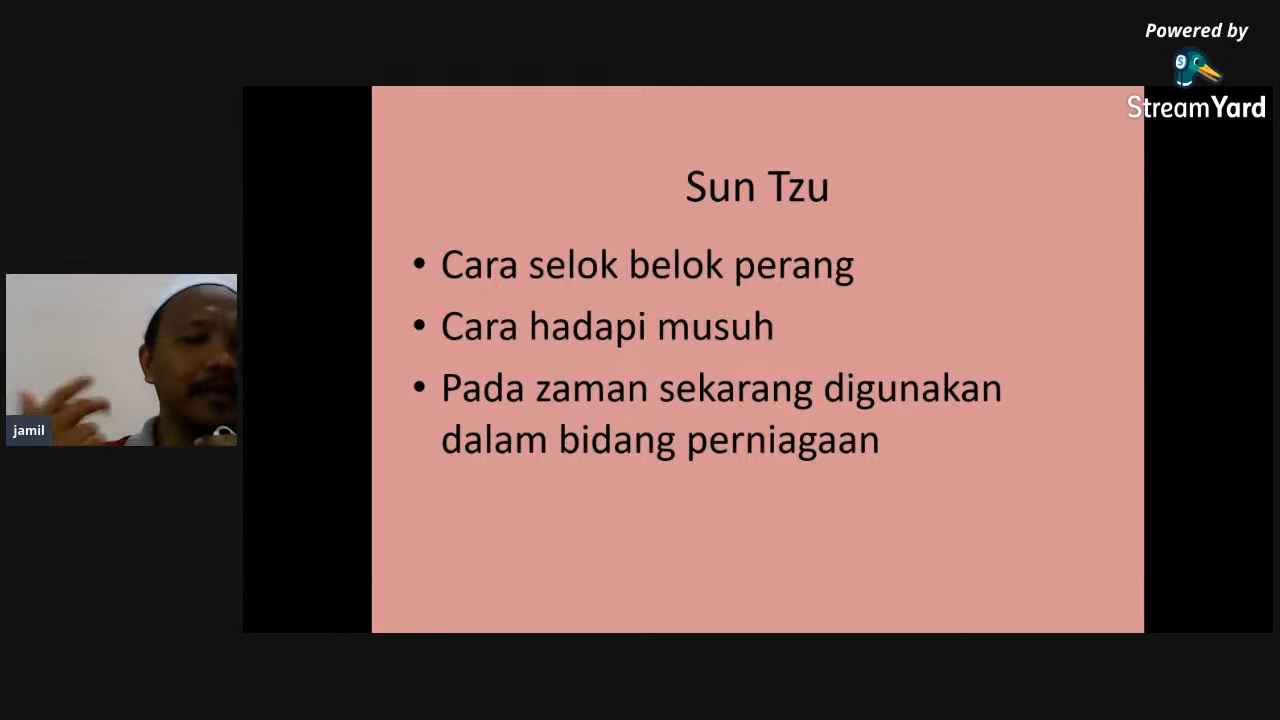 Powered by
StreamYard
Sun Tzu
• Cara selok belok perang
• Cara hadapi musuh
• Pada zaman sekarang digunakan
dalam bidang perniagaan
jamil